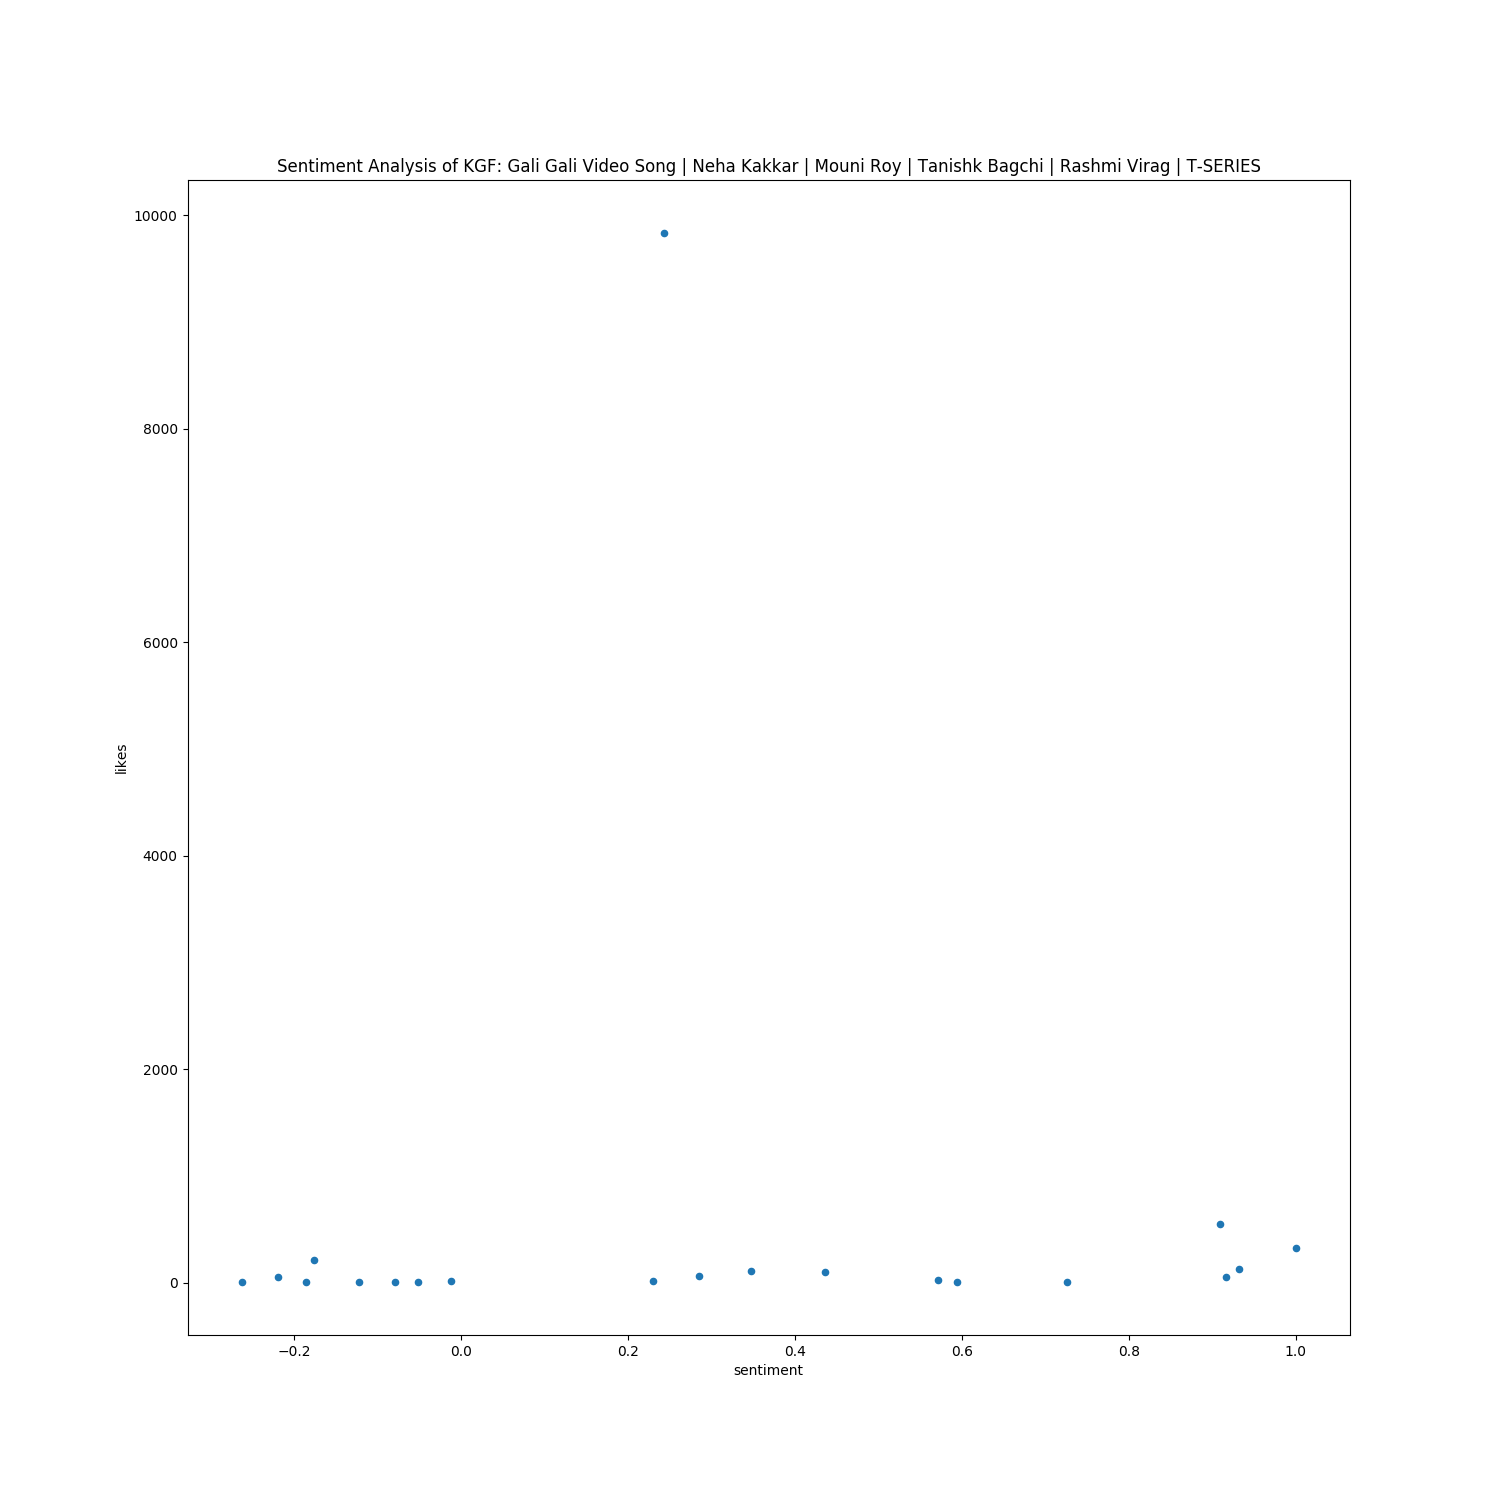 Sentiment Analysis of KGF: Gali Gali Video Song | Neha Kakkar | Mouni Roy | Tanishk Bagchi | Rashmi Virag | T-SERIES
10000
8000
6000
4000
2000
0
likes
−0.2 0.0 0.2 0.4 0.6 0.8 1.0
sentiment